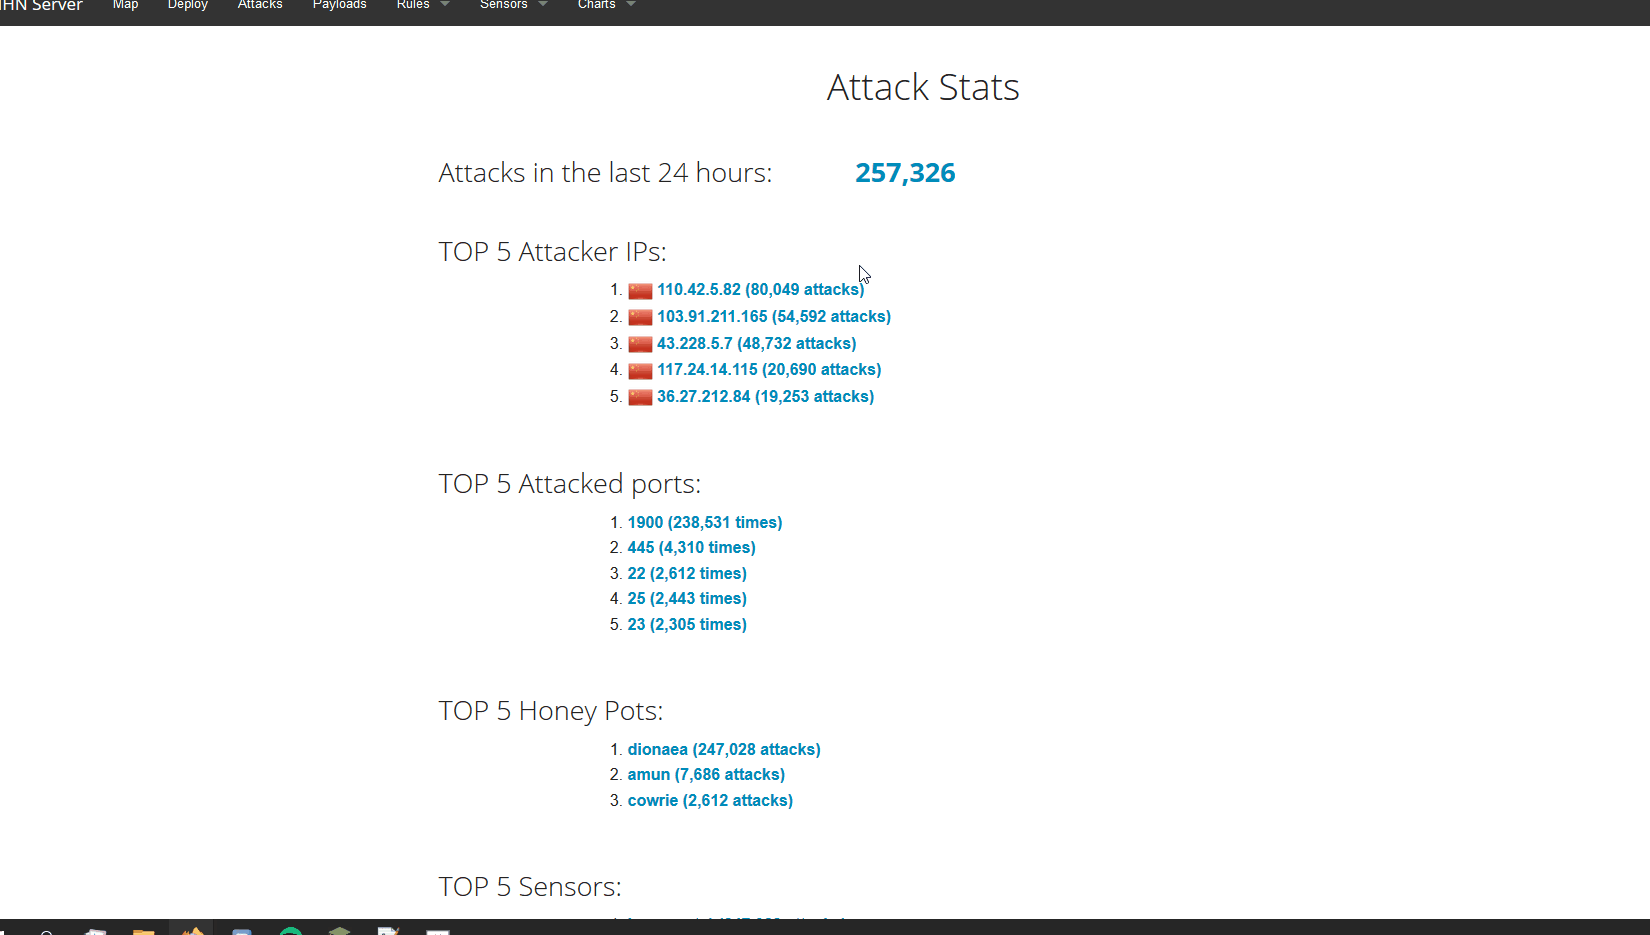 HN Server Map Deploy Attacks Payloads Rules Sensors Charts
Attack Stats
Attacks in the last 24 hours: 257,326
TOP 5 Attacker IPs:
1. 110.42.5.82 (80,049 attacks)
2. 103.91.211.165 (54,592 attacks)
3. 43.228.5.7 (48,732 attacks)
4. 117.24.14.115 (20,690 attacks)
5. 36.27.212.84 (19,253 attacks)
TOP 5 Attacked ports:
1. 1900 (238,531 times)
2. 445 (4,310 times)
3. 22 (2,612 times)
4. 25 (2,443 times)
5. 23 (2,305 times)
TOP 5 Honey Pots:
1. dionaea (247,028 attacks)
2. amun (7,686 attacks)
3. cowrie (2,612 attacks)
TOP 5 Sensors: